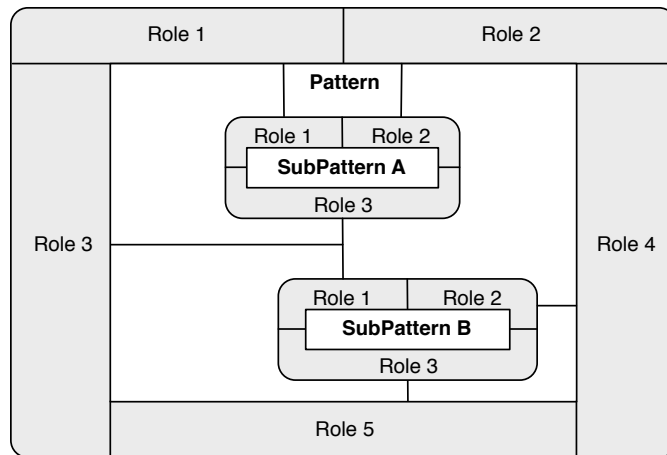 Role 1
Role 2
Pattern
Role 1
Role 2
SubPattern A
Role 3
Role 3
Role 4
Role 1
Role 2
SubPattern B
Role 3
Role 5